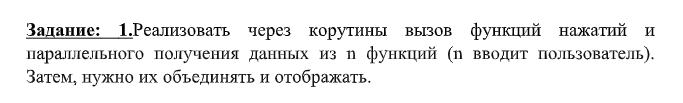 Задание: 1.Реализовать через корутины вызов функций нажатий и
параллельного получения данных из n функций (n вводит пользователь).
Затем, нужно их объединять и отображать.